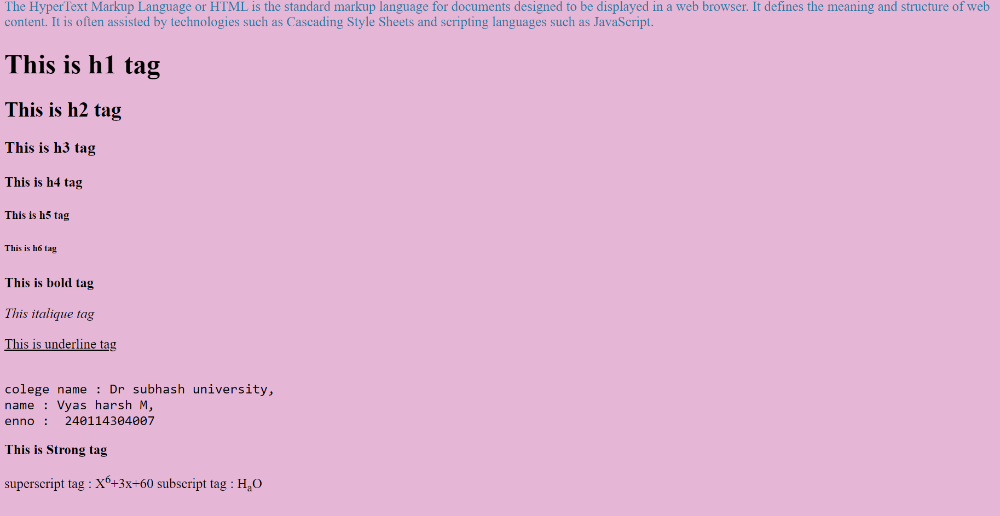 The HyperText Markup Language or HTML is the standard markup language for documents designed to be displayed in a web browser. It defines the meaning and structure of web
content. It is often assisted by technologies such as Cascading Style Sheets and scripting languages such as JavaScript.
This is h1 tag
This is h2 tag
This is h3 tag
This is h4 tag
This is h5 tag
This is h6 tag
This is bold tag
This italique tag
This is underline tag
colege name : Dr subhash university,
name : Vyas harsh M,
enno :  240114304007
This is Strong tag
superscript tag : X⁶+3x+60 subscript tag : HₐO